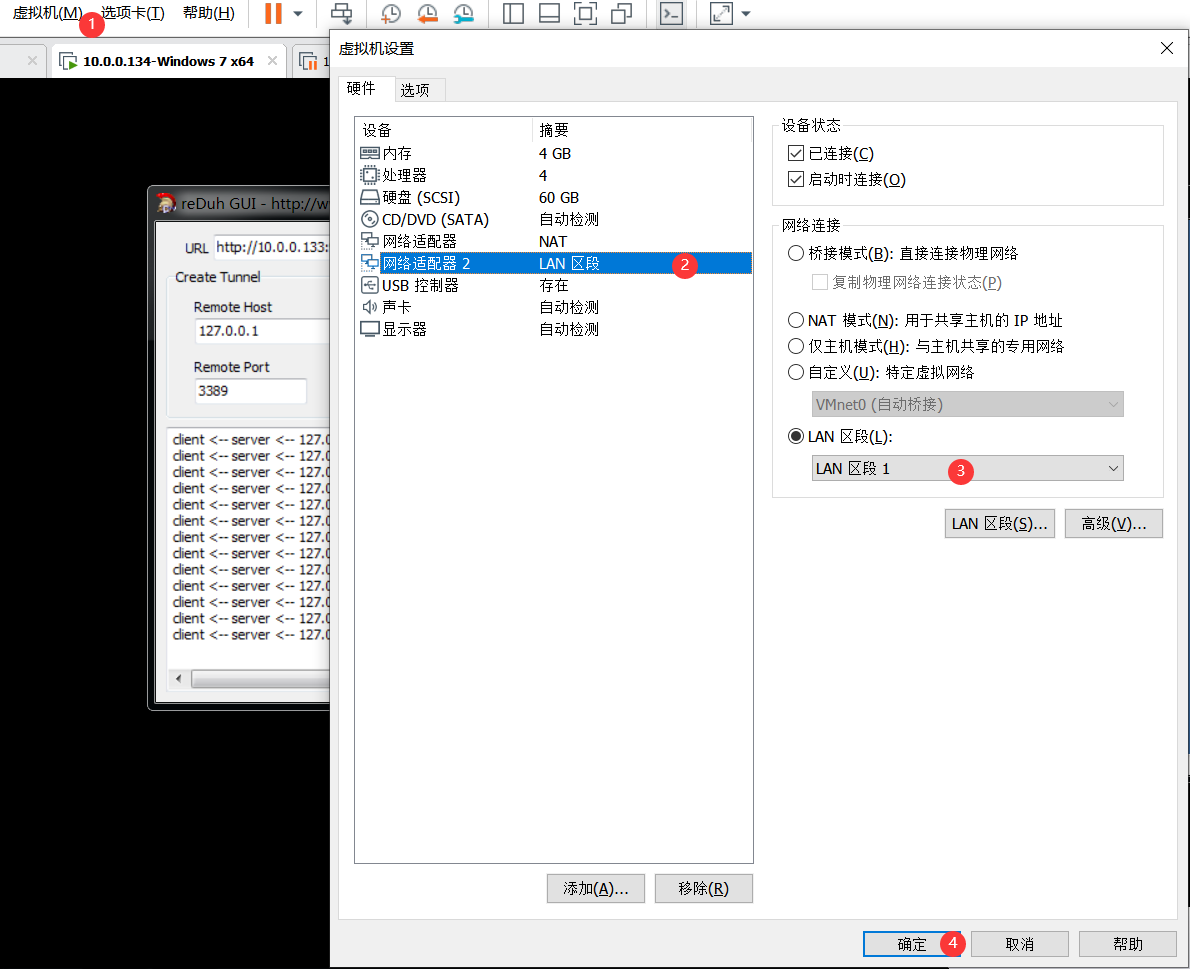 虚拟机(M) 选项卡(T) 帮助(H)
1
10.0.0.134-Windows 7 x64
虚拟机设置
硬件 选项
reDuh GUI - http://w
URL http://10.0.0.133:
Create Tunnel
Remote Host
127.0.0.1
Remote Port
3389
client <-- server <-- 127.0
client <-- server <-- 127.0
client <-- server <-- 127.0
client <-- server <-- 127.0
client <-- server <-- 127.0
client <-- server <-- 127.0
client <-- server <-- 127.0
client <-- server <-- 127.0
client <-- server <-- 127.0
client <-- server <-- 127.0
client <-- server <-- 127.0
client <-- server <-- 127.0
client <-- server <-- 127.0
设备 摘要
内存 4 GB
处理器 4
硬盘 (SCSI) 60 GB
CD/DVD (SATA) 自动检测
网络适配器 NAT
网络适配器 2 LAN 区段 2
USB 控制器 存在
声卡 自动检测
显示器 自动检测
添加(A)... 移除(R)
设备状态
已连接(C)
启动时连接(O)
网络连接
桥接模式(B): 直接连接物理网络
复制物理网络连接状态(P)
NAT 模式(N): 用于共享主机的 IP 地址
仅主机模式(H): 与主机共享的专用网络
自定义(U): 特定虚拟网络
VMnet0 (自动桥接)
LAN 区段(L):
LAN 区段 1 3
LAN 区段(S)... 高级(V)...
确定 4 取消 帮助